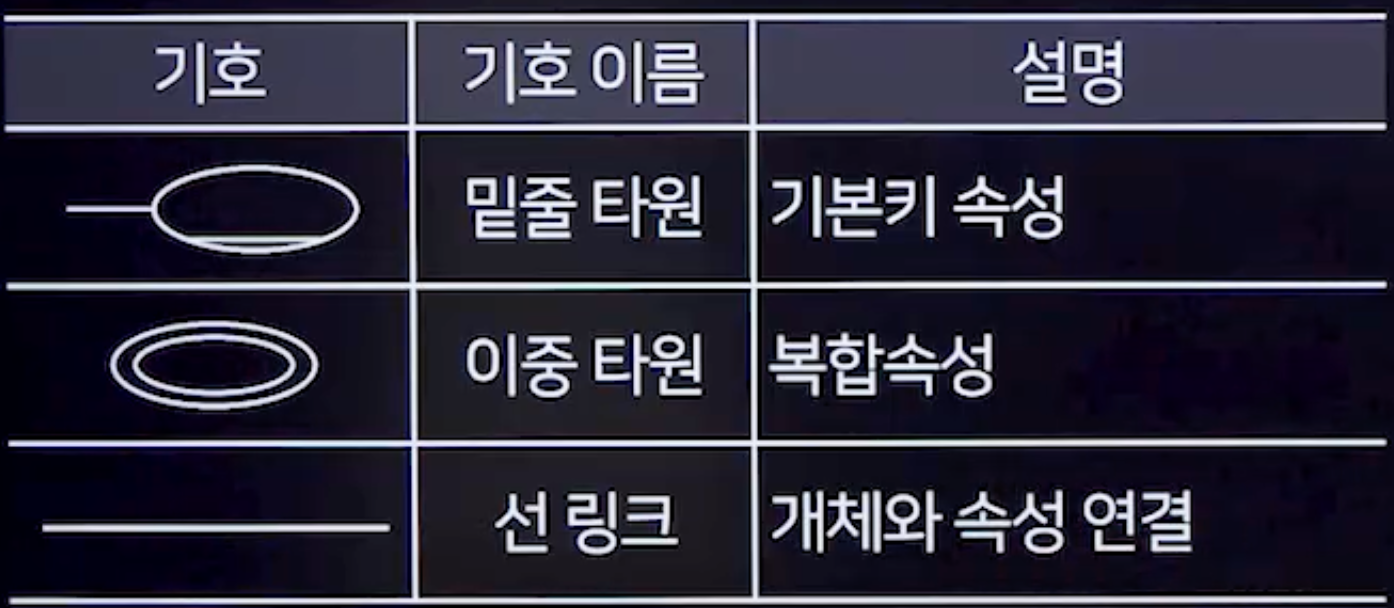 기호 기호 이름 설명
밑줄 타원 기본키 속성
이중 타원 복합속성
선 링크 개체와 속성 연결